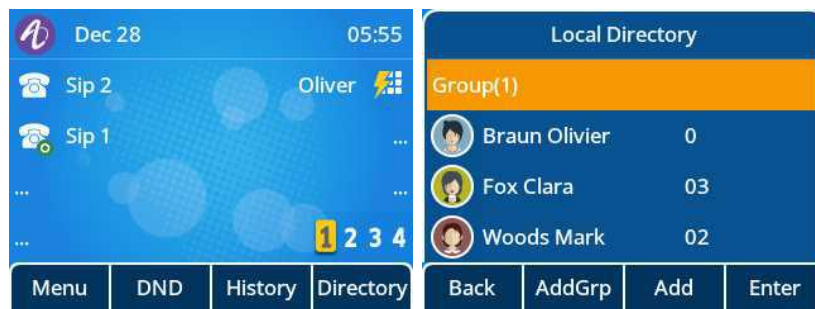 Dec 28 05:55
Sip 2 Oliver
Sip 1 ...
... ...
...
1 2 3 4
Menu DND History Directory
Local Directory
Group(1)
Braun Olivier 0
Fox Clara 03
Woods Mark 02
Back AddGrp Add Enter